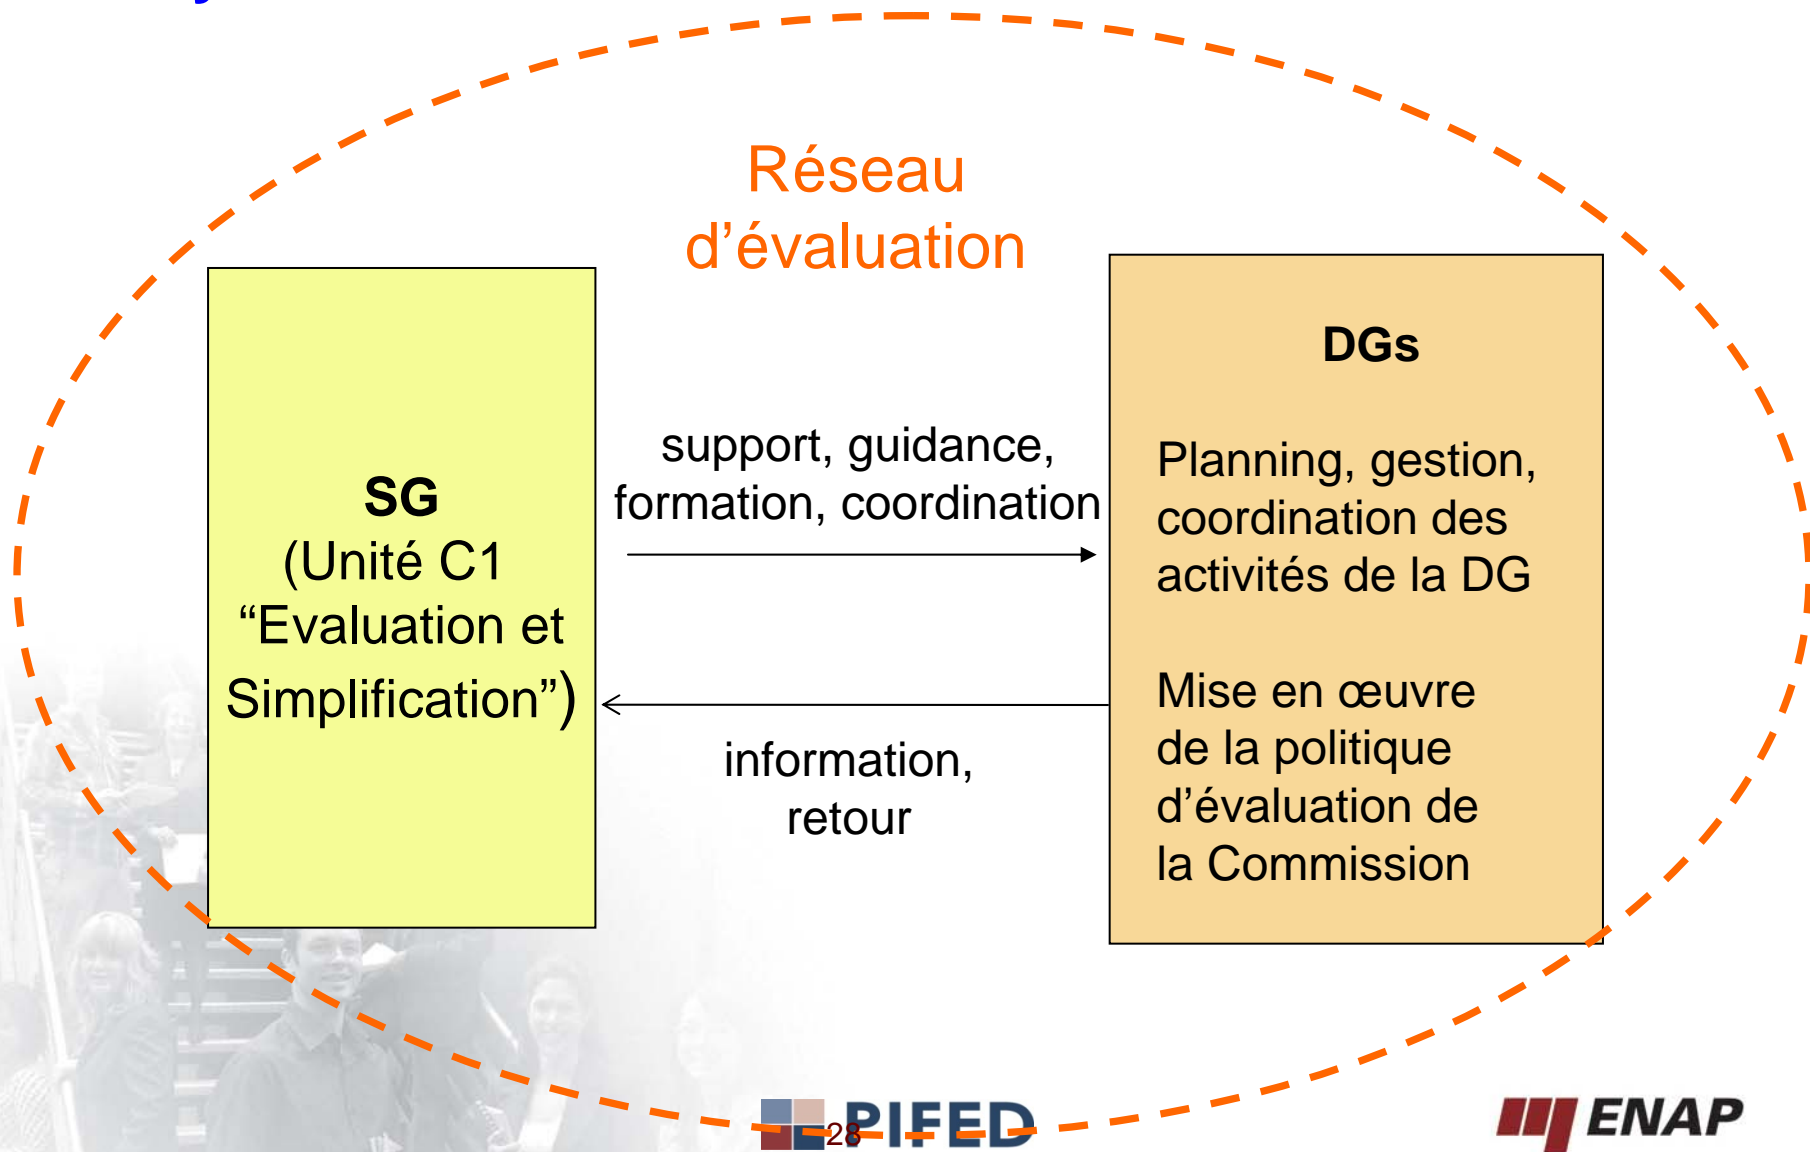 Réseau
d’évaluation
SG
(Unité C1
“Evaluation et
Simplification”)
support, guidance,
formation, coordination
information,
retour
DGs
Planning, gestion,
coordination des
activités de la DG
Mise en œuvre
de la politique
d’évaluation de
la Commission
28
PIFED
ENAP